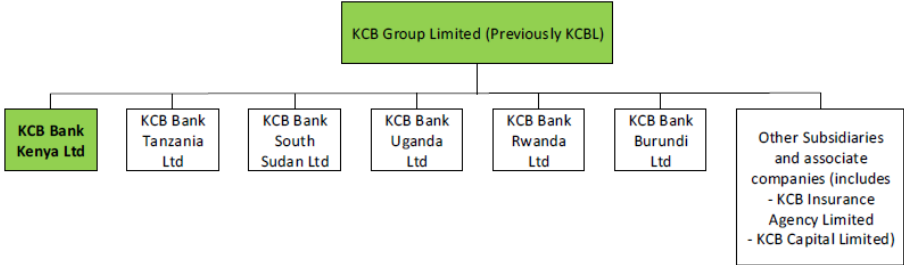 KCB Group Limited (Previously KCBL)
KCB Bank
Kenya Ltd
KCB Bank
Tanzania
Ltd
KCB Bank
South
Sudan Ltd
KCB Bank
Uganda
Ltd
KCB Bank
Rwanda
Ltd
KCB Bank
Burundi
Ltd
Other Subsidiaries
and associate
companies (includes
- KCB Insurance
Agency Limited
- KCB Capital Limited)